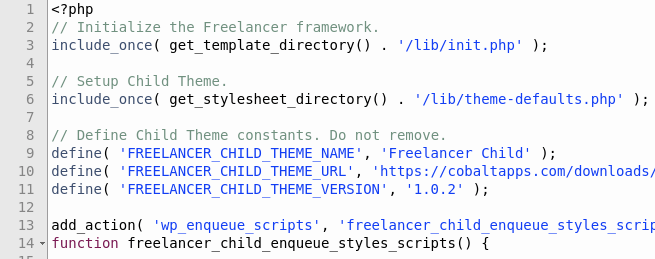 1 <?php
2 // Initialize the Freelancer framework.
3 include_once( get_template_directory() . '/lib/init.php' );
4
5 // Setup Child Theme.
6 include_once( get_stylesheet_directory() . '/lib/theme-defaults.php' );
7
8 // Define Child Theme constants. Do not remove.
9 define( 'FREELANCER_CHILD_THEME_NAME', 'Freelancer Child' );
10 define( 'FREELANCER_CHILD_THEME_URL', 'https://cobaltapps.com/downloads/
11 define( 'FREELANCER_CHILD_THEME_VERSION', '1.0.2' );
12
13 add_action( 'wp_enqueue_scripts', 'freelancer_child_enqueue_styles_scrip
14 function freelancer_child_enqueue_styles_scripts() {